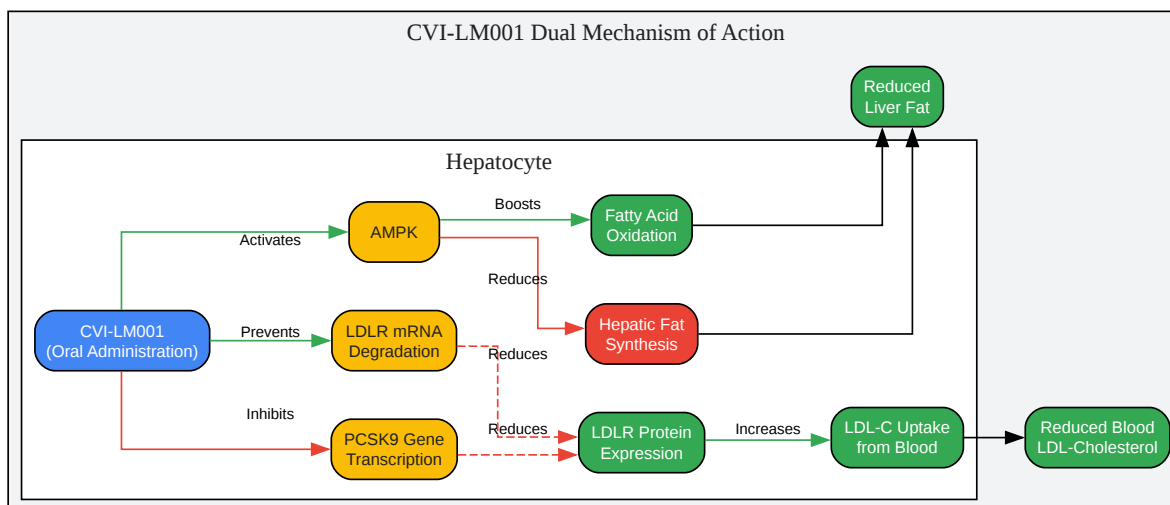 CVI-LM001 Dual Mechanism of Action
Reduced
Liver Fat
Hepatocyte
Boosts
AMPK
Fatty Acid
Oxidation
Activates
Reduces
CVI-LM001
(Oral Administration)
Prevents
LDLR mRNA
Degradation
Hepatic Fat
Synthesis
Reduces
Inhibits
PCSK9 Gene
Transcription
Reduces
LDLR Protein
Expression
Increases
LDL-C Uptake
from Blood
Reduced Blood
LDL-Cholesterol